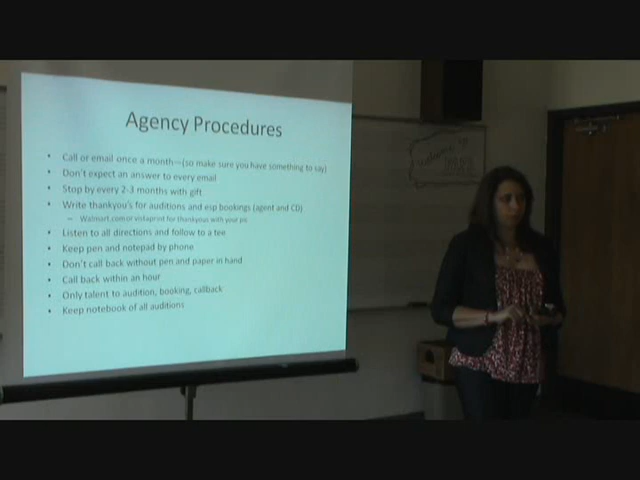 Agency Procedures
• Call or email once a month—(so make sure you have something to say)
• Don't expect an answer to every email
• Stop by every 2-3 months with gift
• Write thankyou's for auditions and esp bookings (agent and CD)
– Walmart.com or vistaprint for thankyous with your pic
• Listen to all directions and follow to a tee
• Keep pen and notepad by phone
• Don't call back without pen and paper in hand
• Call back within an hour
• Only talent to audition, booking, callback
• Keep notebook of all auditions